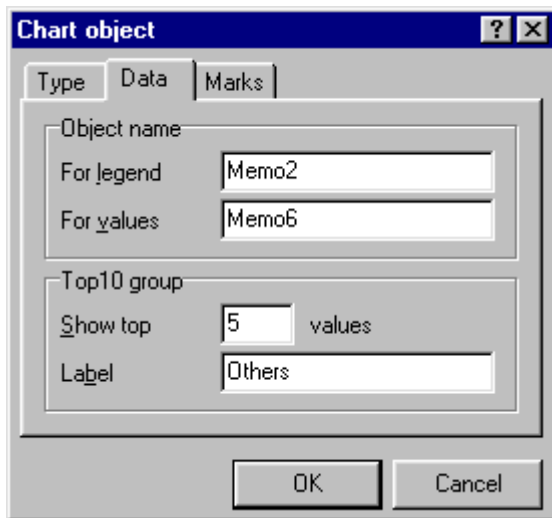 Chart object
Type Data Marks
Object name
For legend Memo2
For values Memo6
Top10 group
Show top 5 values
Label Others
OK Cancel